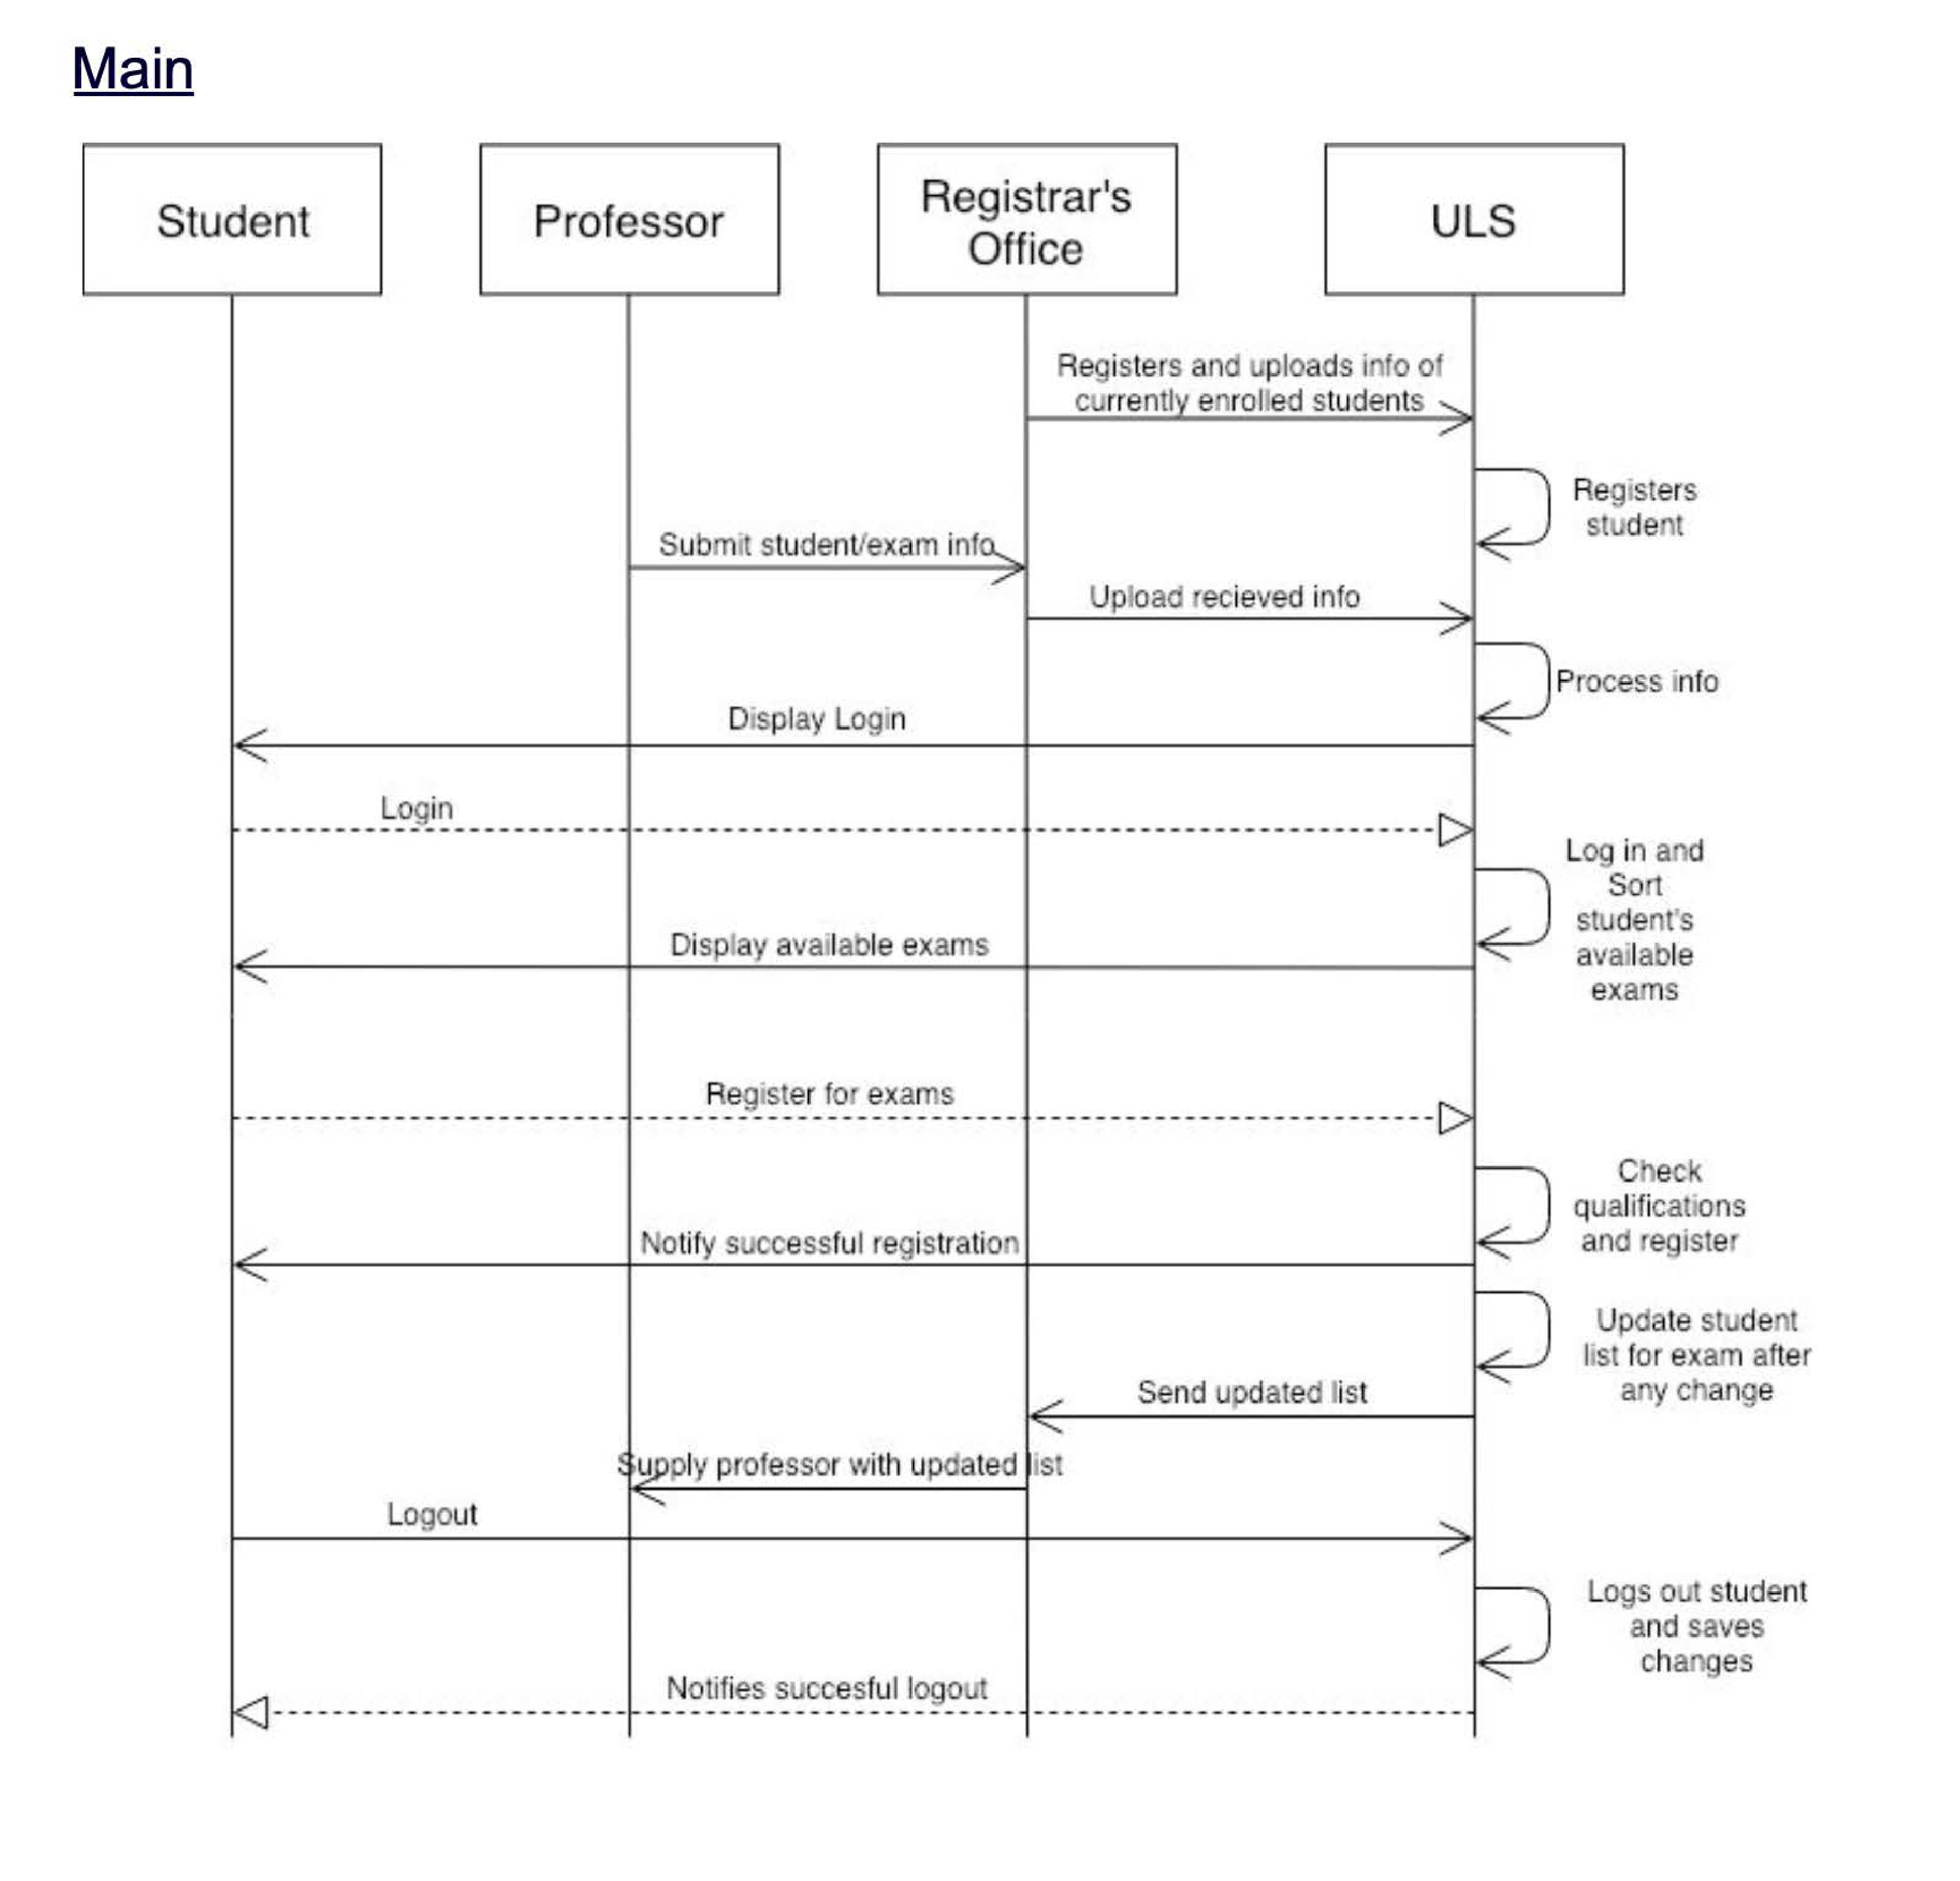 Main
Student
Professor
Registrar's
Office
ULS
Registers and uploads info of
currently enrolled students
Registers
student
Submit student/exam info
Upload recieved info
Process info
Display Login
Login
Log in and
Sort
student's
available
exams
Display available exams
Register for exams
Check
qualifications
and register
Notify successful registration
Update student
list for exam after
any change
Send updated list
Supply professor with updated list
Logout
Logs out student
and saves
changes
Notifies succesful logout